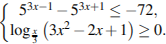 5^{3x−1} − 5^{3x+1} ≤ −72,
log_{x/3} (3x² − 2x + 1) ≥ 0.